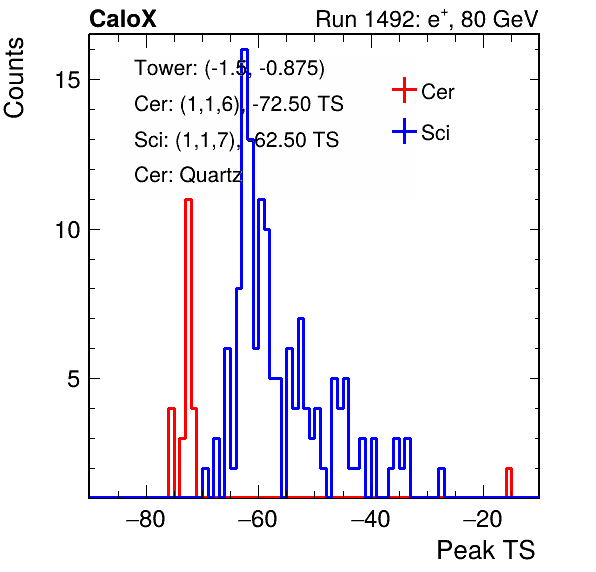 CaloX Run 1492: e⁺, 80 GeV
Counts
Tower: (-1.5, -0.875)
Cer: (1,1,6), -72.50 TS
Sci: (1,1,7), -62.50 TS
Cer: Quartz
Cer
Sci
15
10
5
−80 −60 −40 −20
Peak TS